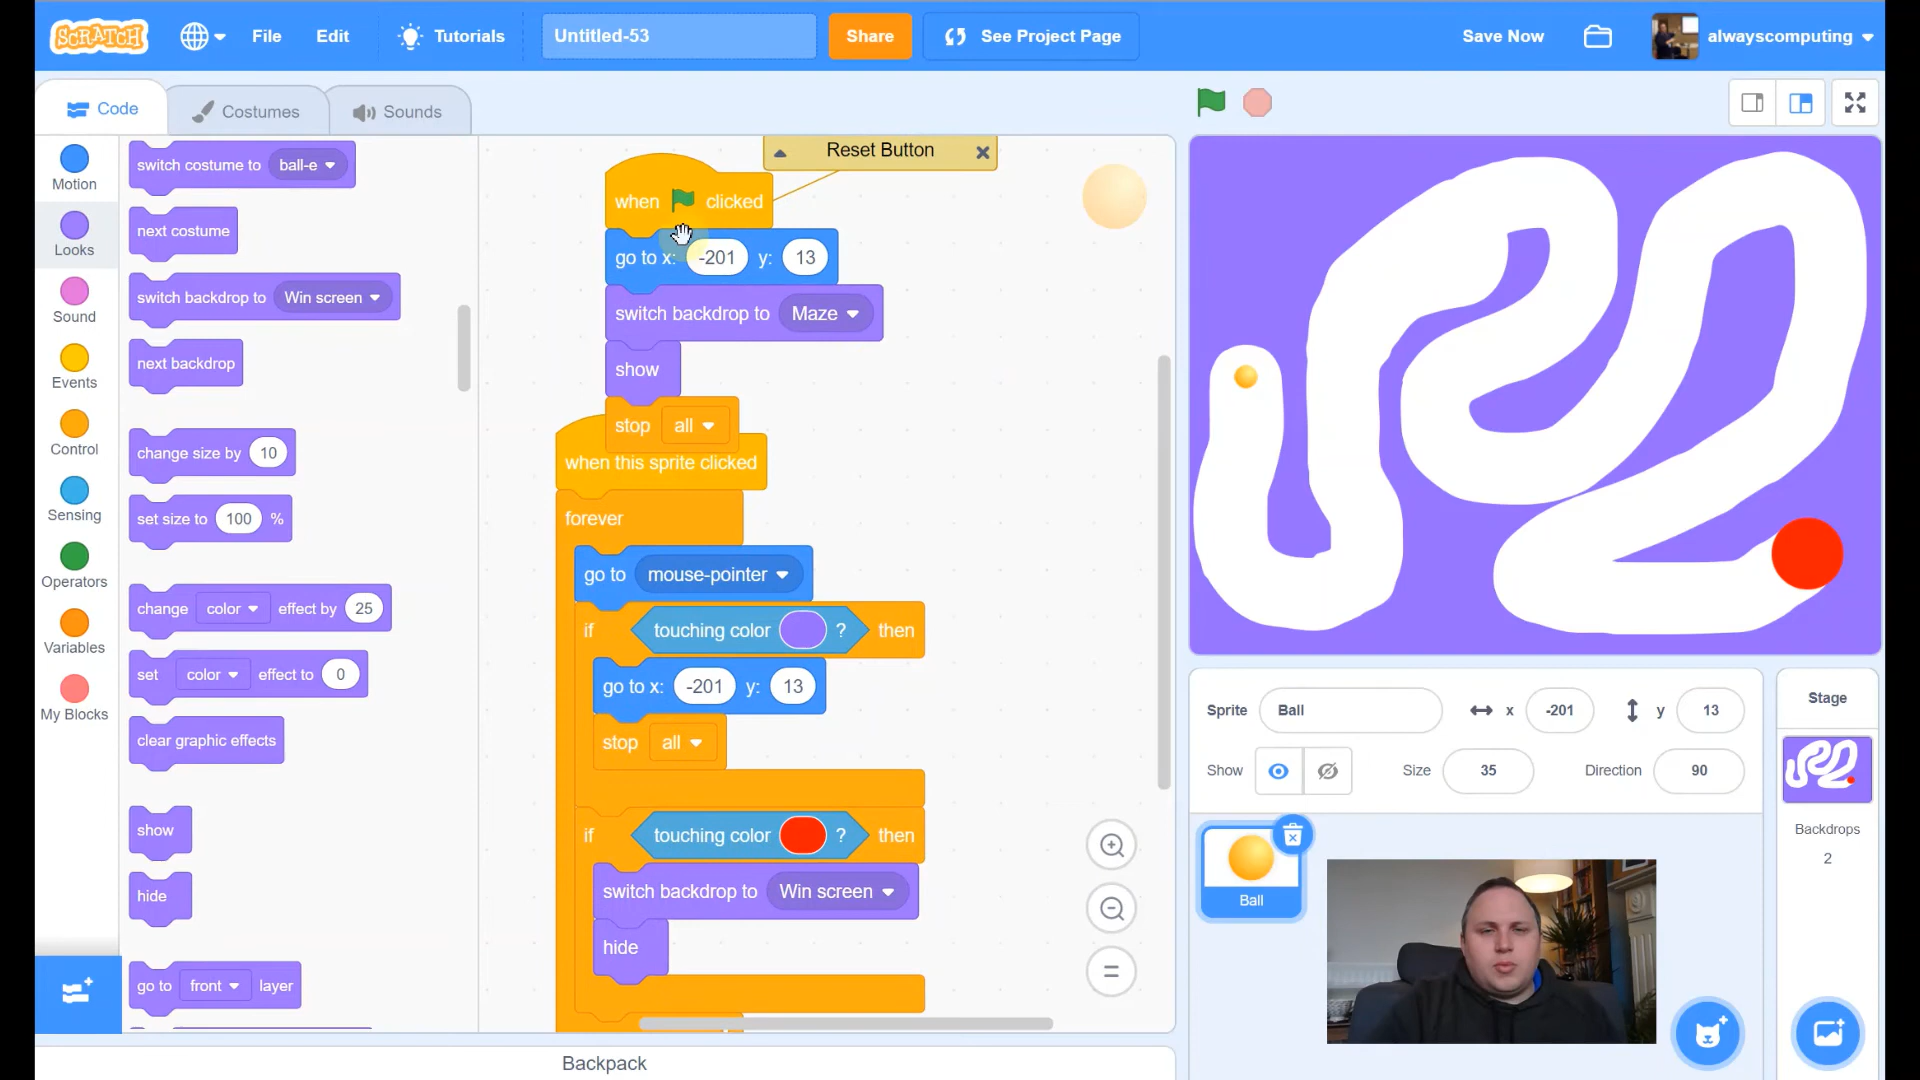 SCRATCH
File
Edit
Tutorials
Untitled-53
Share
See Project Page
Save Now
alwayscomputing
Code
Costumes
Sounds
Motion
Looks
Sound
Events
Control
Sensing
Operators
Variables
My Blocks
switch costume to ball-e
next costume
switch backdrop to Win screen
next backdrop
change size by 10
set size to 100 %
change color effect by 25
set color effect to 0
clear graphic effects
show
hide
go to front layer
Reset Button
when clicked
go to x: -201 y: 13
switch backdrop to Maze
show
stop all
when this sprite clicked
forever
go to mouse-pointer
if touching color ? then
go to x: -201 y: 13
stop all
if touching color ? then
switch backdrop to Win screen
hide
Backpack
Sprite Ball x -201 y 13
Show Size 35 Direction 90
Ball
Stage
Backdrops
2